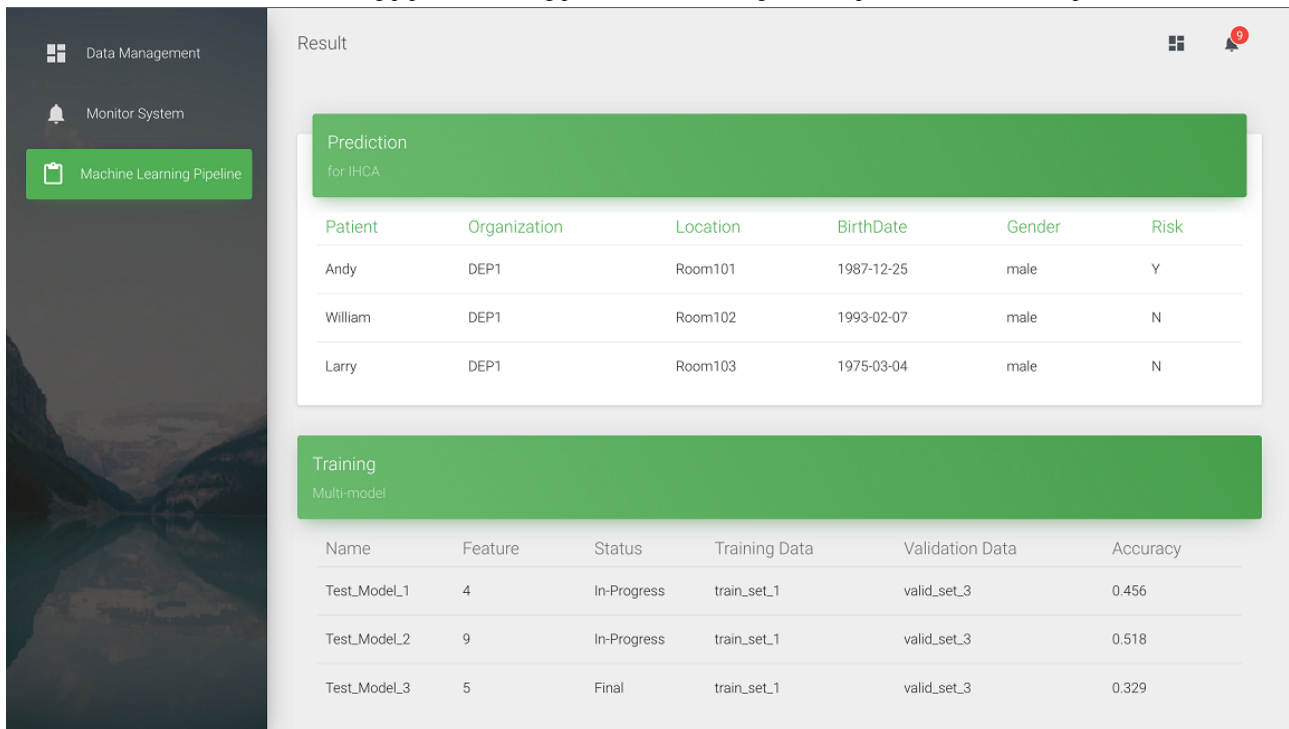 Data Management
Monitor System
Machine Learning Pipeline
Result
9
Prediction
for IHCA
Patient Organization Location BirthDate Gender Risk
Andy DEP1 Room101 1987-12-25 male Y
William DEP1 Room102 1993-02-07 male N
Larry DEP1 Room103 1975-03-04 male N
Training
Multi-model
Name Feature Status Training Data Validation Data Accuracy
Test_Model_1 4 In-Progress train_set_1 valid_set_3 0.456
Test_Model_2 9 In-Progress train_set_1 valid_set_3 0.518
Test_Model_3 5 Final train_set_1 valid_set_3 0.329